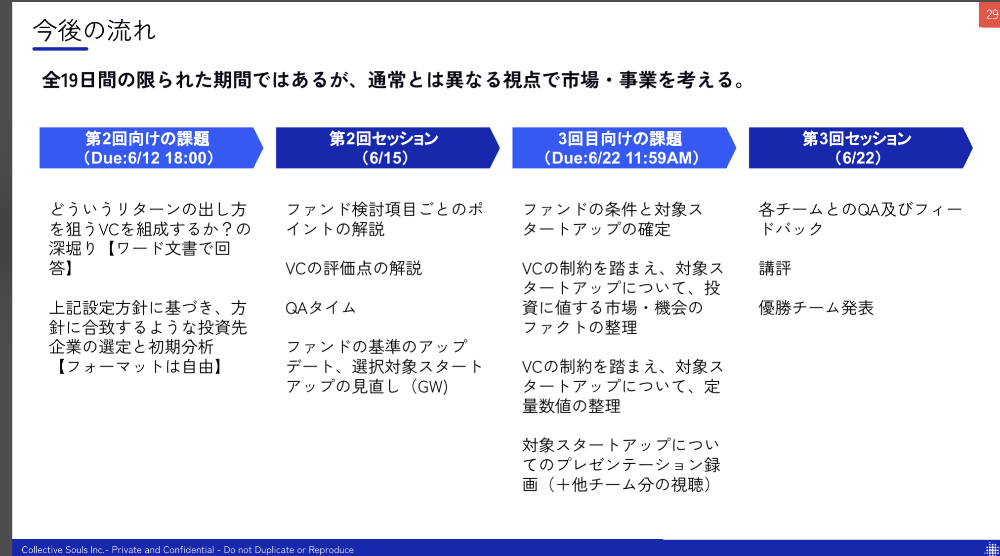 29
今後の流れ
全19日間の限られた期間ではあるが、通常とは異なる視点で市場・事業を考える。
第2回向けの課題
（Due:6/12 18:00）
どういうリターンの出し方
を狙うVCを組成するか？の
深堀り【ワード文書で回
答】
上記設定方針に基づき、方
針に合致するような投資先
企業の選定と初期分析
【フォーマットは自由】
第2回セッション
（6/15）
ファンド検討項目ごとのポ
イントの解説
VCの評価点の解説
QAタイム
ファンドの基準のアップ
デート、選択対象スタート
アップの見直し（GW)
3回目向けの課題
（Due:6/22 11:59AM）
ファンドの条件と対象ス
タートアップの確定
VCの制約を踏まえ、対象ス
タートアップについて、投
資に値する市場・機会の
ファクトの整理
VCの制約を踏まえ、対象ス
タートアップについて、定
量数値の整理
対象スタートアップについ
てのプレゼンテーション録
画（＋他チーム分の視聴）
第3回セッション
（6/22）
各チームとのQA及びフィー
ドバック
講評
優勝チーム発表
Collective Souls Inc.- Private and Confidential - Do not Duplicate or Reproduce